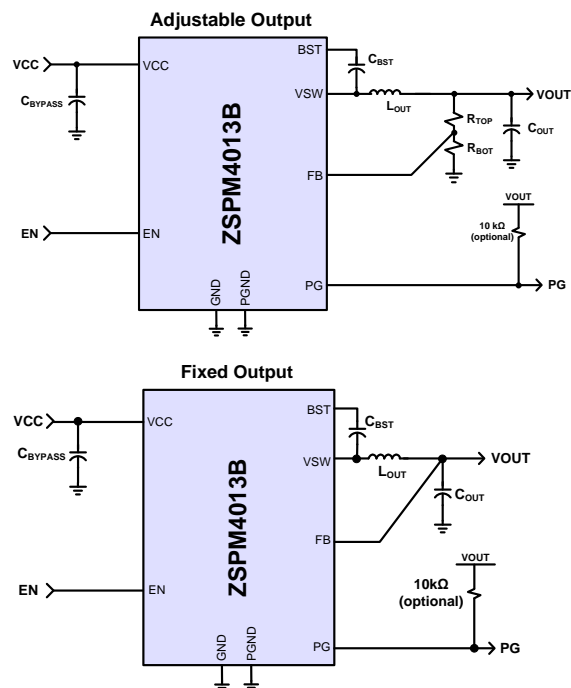 Adjustable Output
BST
CBST
VCC
VCC
VSW
VOUT
LOUT
CBYPASS
RTOP
COUT
RBOT
ZSPM4013B
FB
VOUT
10 kΩ
(optional)
EN
EN
GND
PGND
PG
PG
Fixed Output
BST
CBST
VCC
VCC
VSW
VOUT
LOUT
CBYPASS
COUT
ZSPM4013B
FB
VOUT
10kΩ
(optional)
EN
EN
GND
PGND
PG
PG